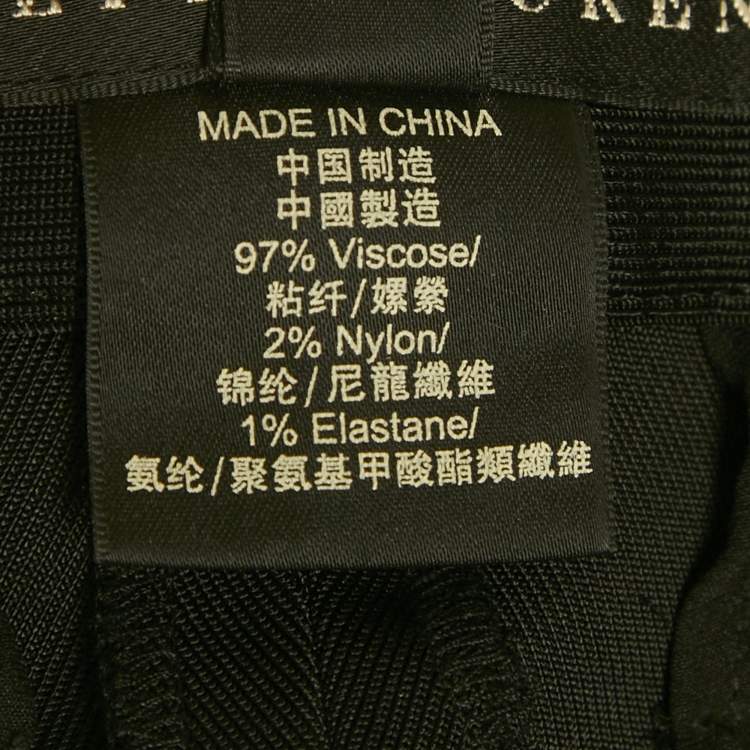 MADE IN CHINA
中国制造
中國製造
97% Viscose/
粘纤/嫘縈
2% Nylon/
锦纶/尼龍纖維
1% Elastane/
氨纶/聚氨基甲酸酯類纖維